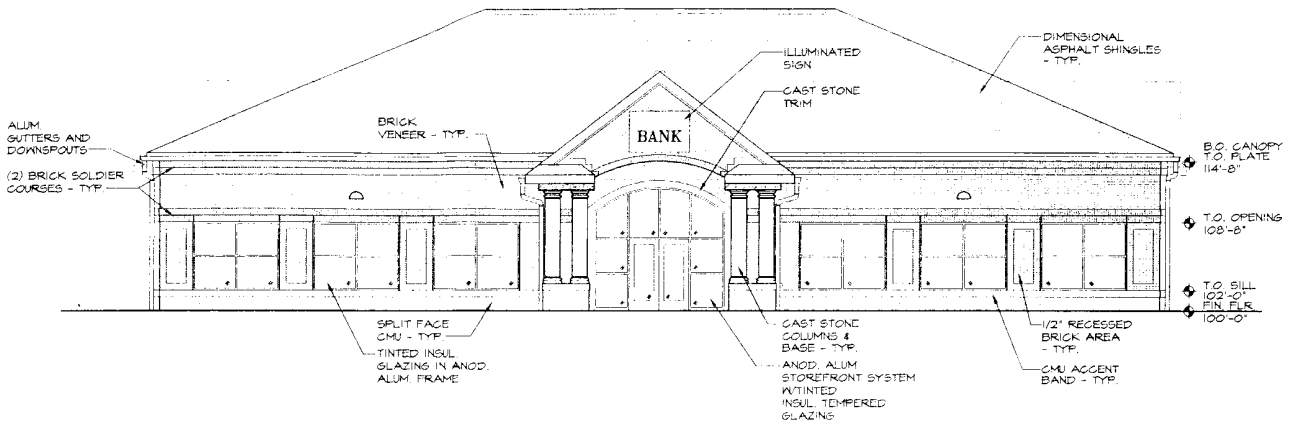 ILLUMINATED
SIGN
DIMENSIONAL
ASPHALT SHINGLES
- TYP.
CAST STONE
TRIM
ALUM.
GUTTERS AND
DOWNSPOUTS
BRICK
VENEER - TYP.
BANK
(2) BRICK SOLDIER
COURSES - TYP.
B.O. CANOPY
T.O. PLATE
114'-8"
T.O. OPENING
108'-8"
T.O. SILL
102'-0"
FIN. FLR.
100'-0"
SPLIT FACE
CMU - TYP.
TINTED INSUL.
GLAZING IN ANOD.
ALUM. FRAME
CAST STONE
COLUMNS &
BASE - TYP.
ANOD. ALUM
STOREFRONT SYSTEM
W/TINTED
INSUL. TEMPERED
GLAZING
1/2" RECESSED
BRICK AREA
- TYP.
CMU ACCENT
BAND - TYP.